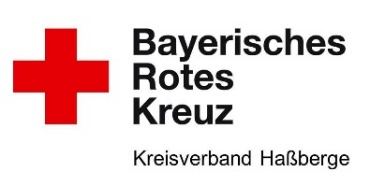 Bayerisches
Rotes
Kreuz
Kreisverband Haßberge